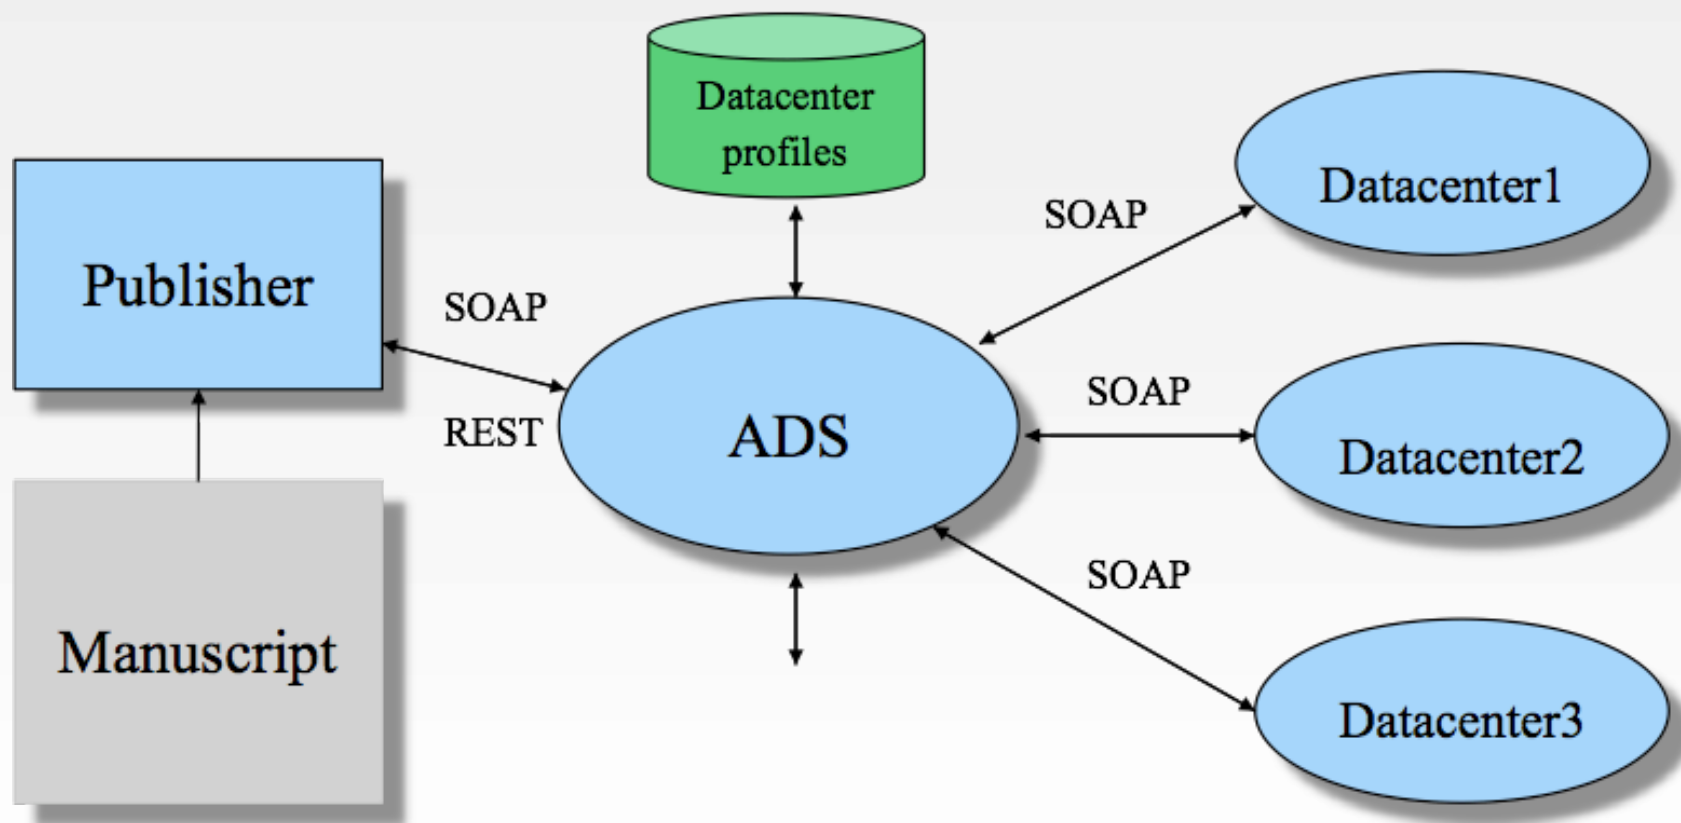 Datacenter
profiles
Datacenter1
SOAP
Publisher
SOAP
SOAP
REST
ADS
Datacenter2
SOAP
Manuscript
Datacenter3